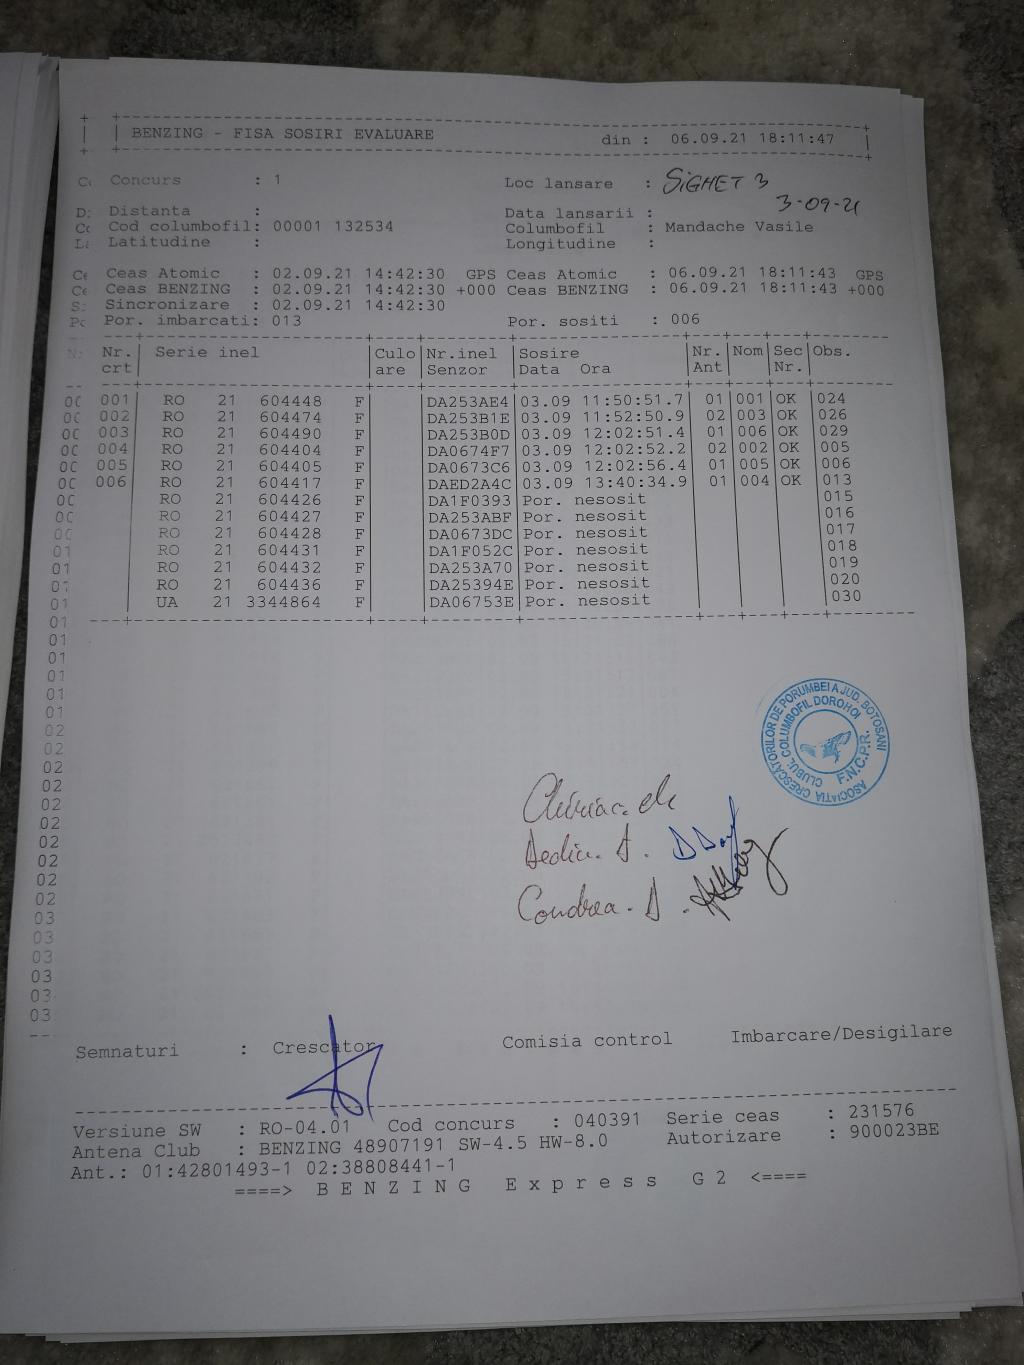 BENZING - FISA SOSIRI EVALUARE din : 06.09.21 18:11:47
Concurs : 1 Loc lansare : SIGHET 3
3-09-21
Distanta : Data lansarii :
Cod columbofil: 00001 132534 Columbofil : Mandache Vasile
Latitudine : Longitudine :
Ceas Atomic : 02.09.21 14:42:30 GPS Ceas Atomic : 06.09.21 18:11:43 GPS
Ceas BENZING : 02.09.21 14:42:30 +000 Ceas BENZING : 06.09.21 18:11:43 +000
Sincronizare : 02.09.21 14:42:30
Por. imbarcati: 013 Por. sositi : 006
Nr. Serie inel Culo Nr.inel Sosire Nr. Nom Sec Obs.
crt are Senzor Data Ora Ant Nr.
001 RO 21 604448 F DA253AE4 03.09 11:50:51.7 01 001 OK 024
002 RO 21 604474 F DA253B1E 03.09 11:52:50.9 02 003 OK 026
003 RO 21 604490 F DA253B0D 03.09 12:02:51.4 01 006 OK 029
004 RO 21 604404 F DA0674F7 03.09 12:02:52.2 02 002 OK 005
005 RO 21 604405 F DA0673C6 03.09 12:02:56.4 01 005 OK 006
006 RO 21 604417 F DAED2A4C 03.09 13:40:34.9 01 004 OK 013
RO 21 604426 F DA1F0393 Por. nesosit 015
RO 21 604427 F DA253ABF Por. nesosit 016
RO 21 604428 F DA0673DC Por. nesosit 017
RO 21 604431 F DA1F052C Por. nesosit 018
RO 21 604432 F DA253A70 Por. nesosit 019
RO 21 604436 F DA25394E Por. nesosit 020
UA 21 3344864 F DA06753E Por. nesosit 030
ASOCIATIA CRESCĂTORILOR DE PORUMBEI A JUD. BOTOSANI
CLUBUL COLUMBOFIL DOROHOI
F.N.C.P.R.
Condrea. D.
Semnaturi : Crescator Comisia control Imbarcare/Desigilare
Versiune SW : RO-04.01 Cod concurs : 040391 Serie ceas : 231576
Antena Club : BENZING 48907191 SW-4.5 HW-8.0 Autorizare : 900023BE
Ant.: 01:42801493-1 02:38808441-1
====> B E N Z I N G E x p r e s s G 2 <====